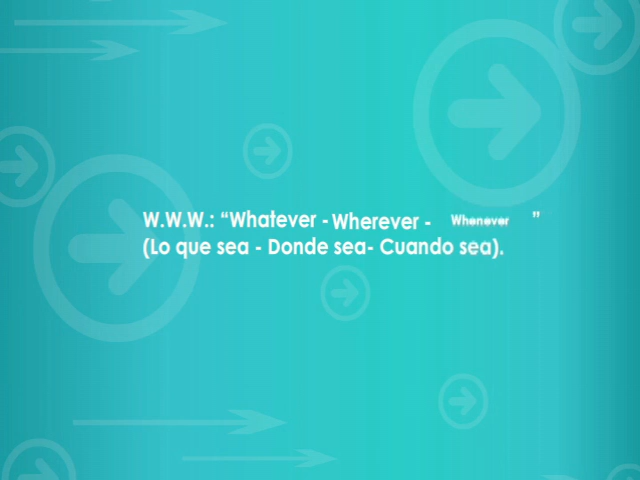 W.W.W.: “Whatever - Wherever - Whenever ”
(Lo que sea - Donde sea- Cuando sea).